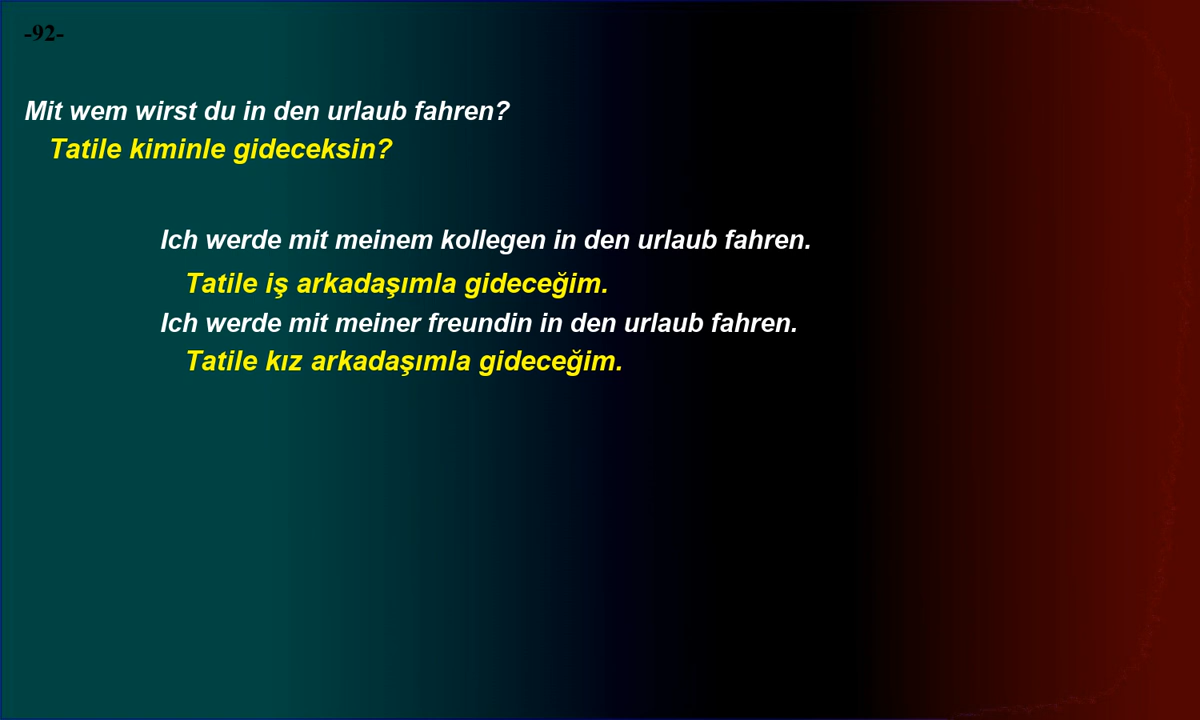 -92-
Mit wem wirst du in den urlaub fahren?
Tatile kiminle gideceksin?
Ich werde mit meinem kollegen in den urlaub fahren.
Tatile iş arkadaşımla gideceğim.
Ich werde mit meiner freundin in den urlaub fahren.
Tatile kız arkadaşımla gideceğim.